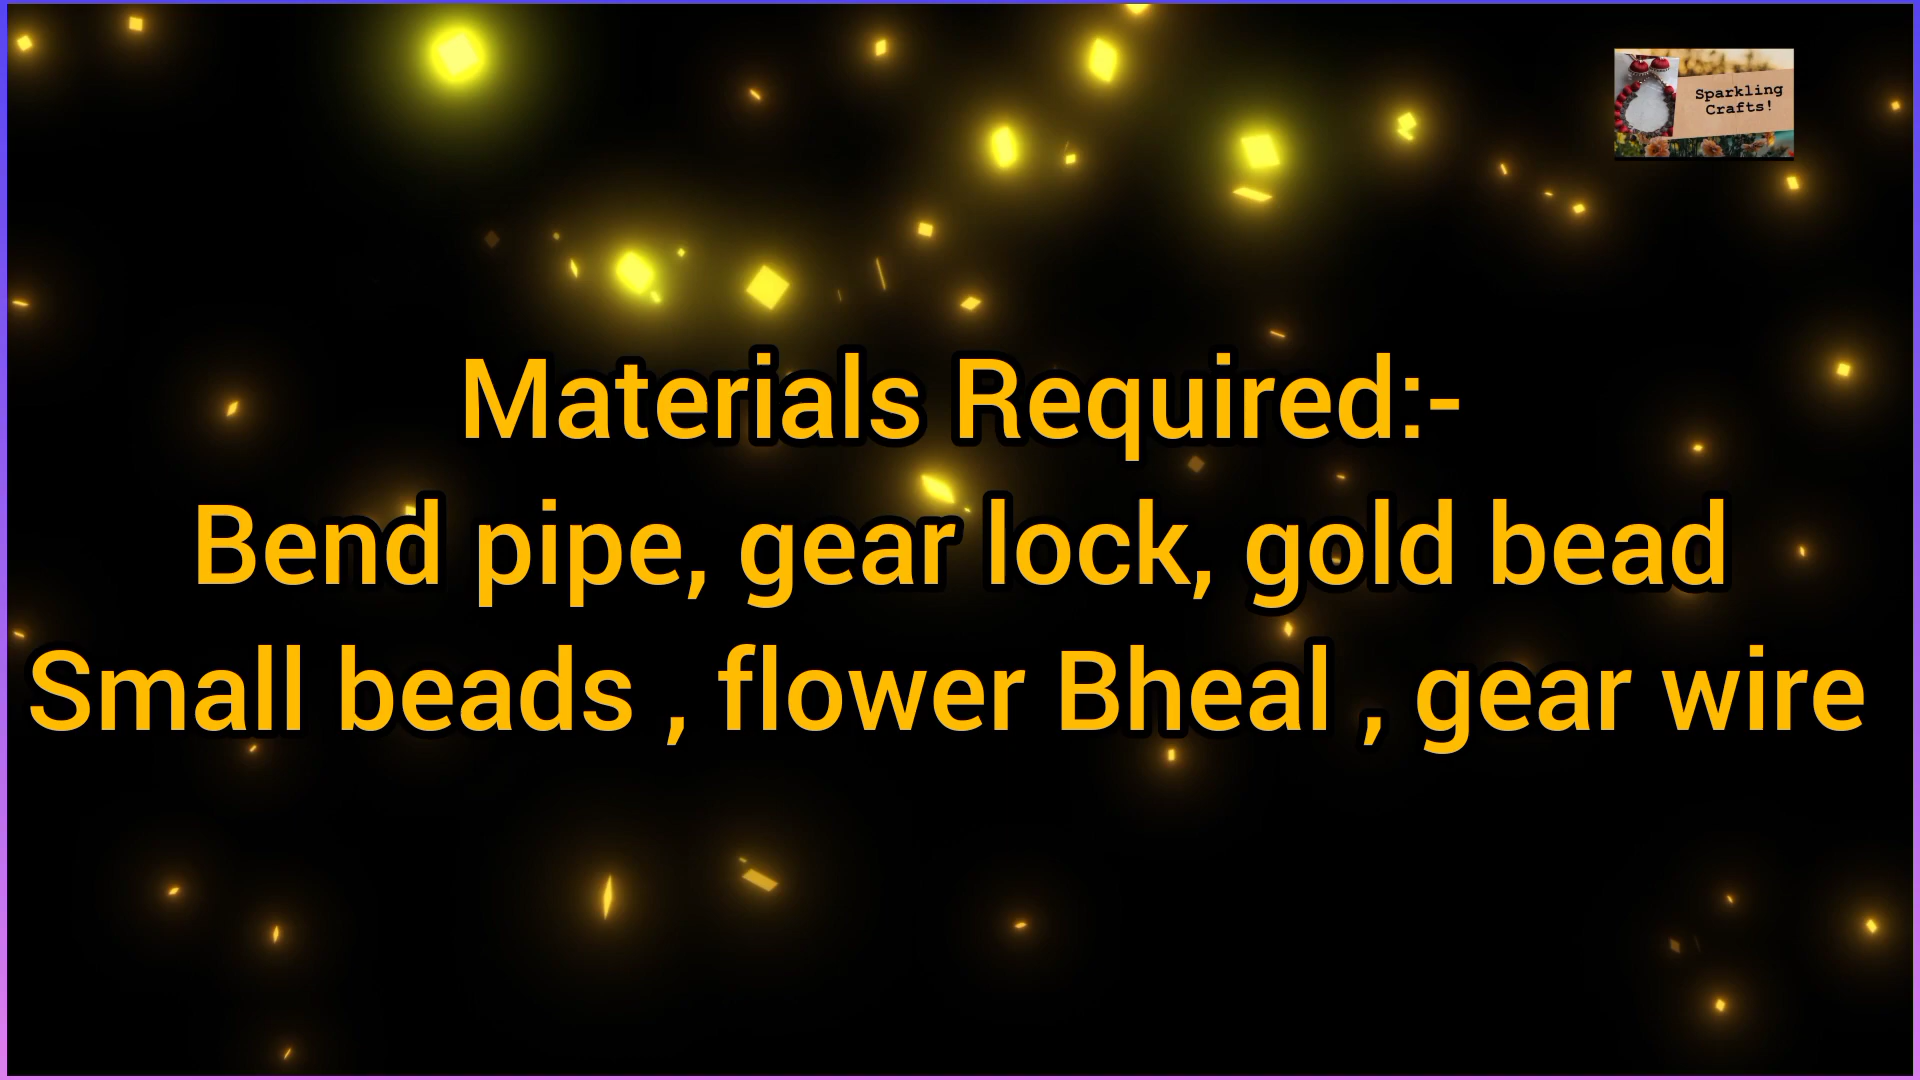 Sparkling
Crafts!
Materials Required:-
Bend pipe, gear lock, gold bead
Small beads , flower Bheal , gear wire